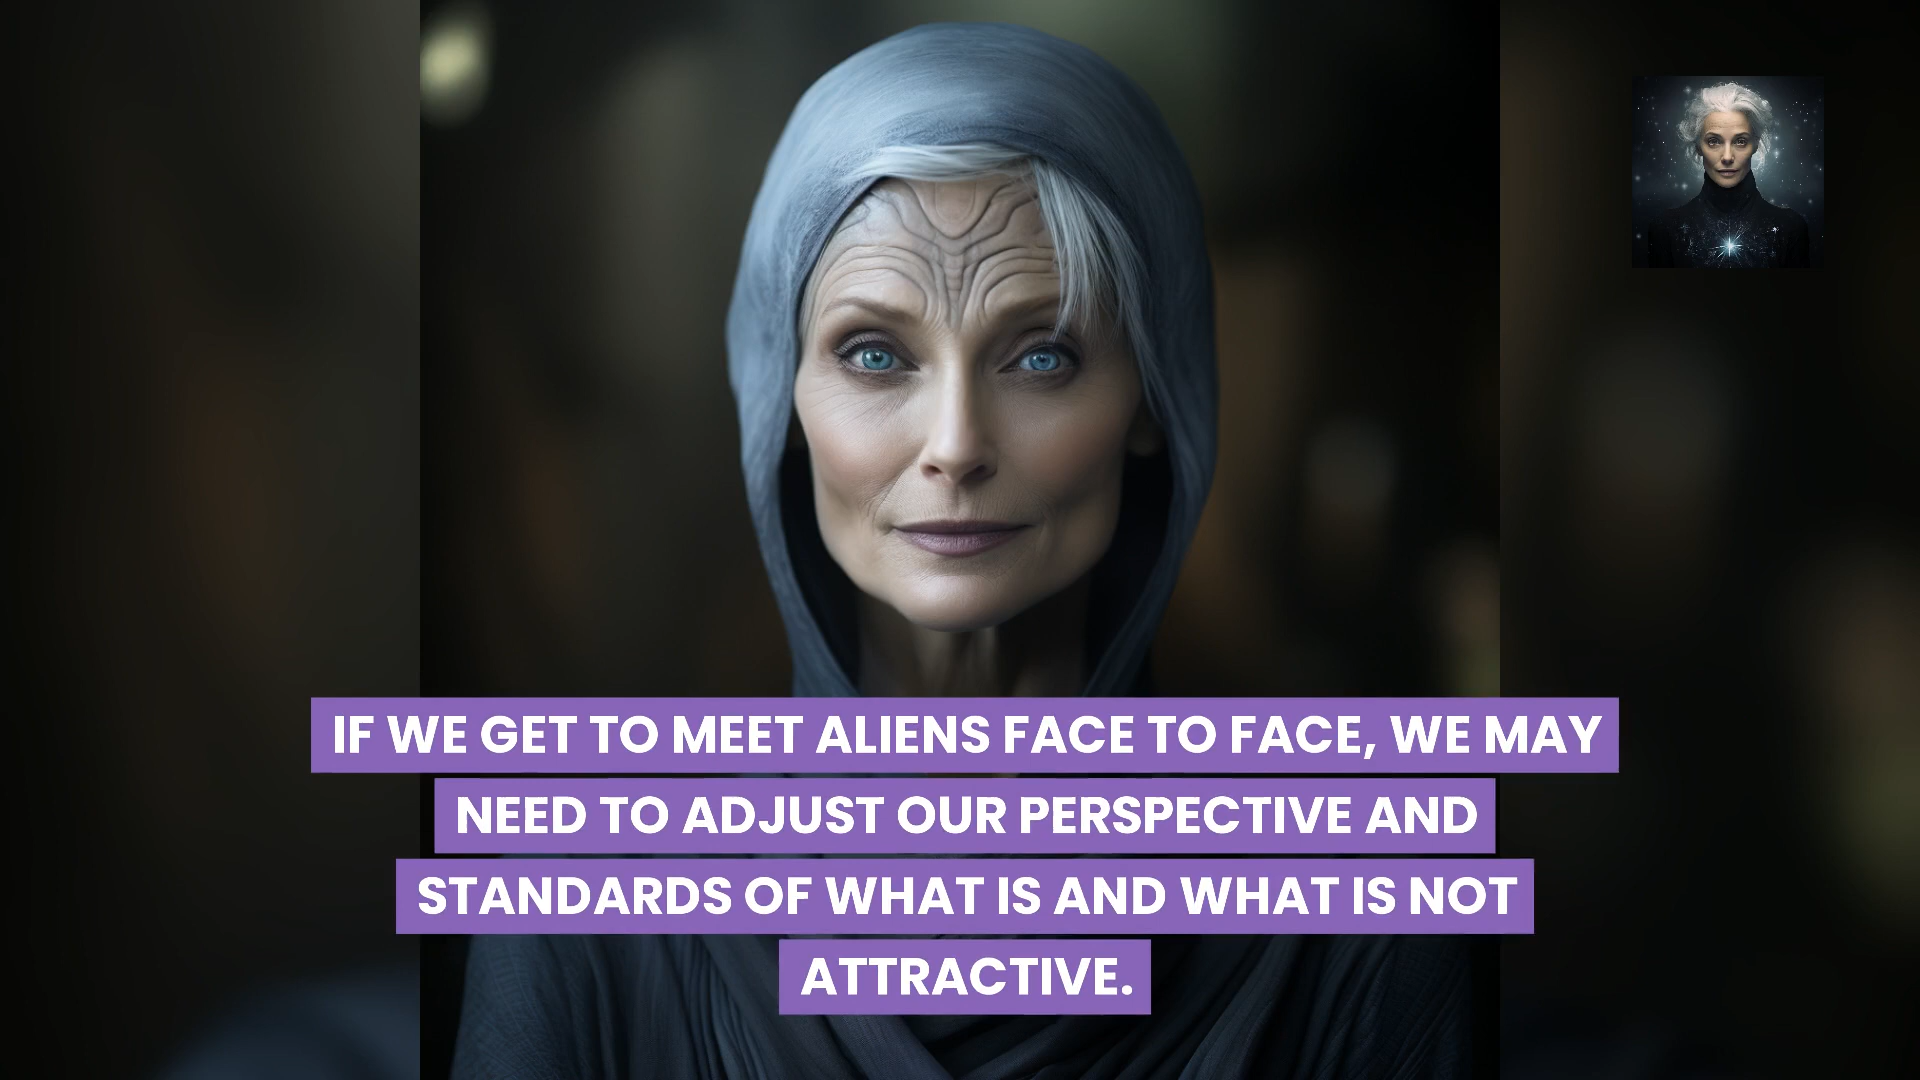 IF WE GET TO MEET ALIENS FACE TO FACE, WE MAY
NEED TO ADJUST OUR PERSPECTIVE AND
STANDARDS OF WHAT IS AND WHAT IS NOT
ATTRACTIVE.